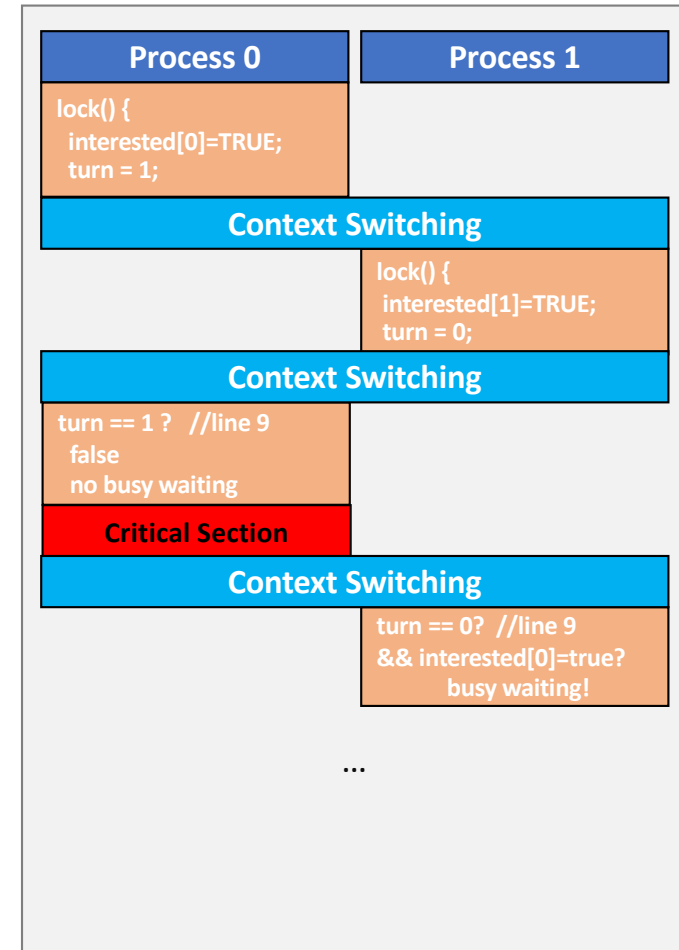 Process 0
Process 1
lock() {
interested[0]=TRUE;
turn = 1;
Context Switching
lock() {
interested[1]=TRUE;
turn = 0;
Context Switching
turn == 1 ? //line 9
false
no busy waiting
Critical Section
Context Switching
turn == 0? //line 9
&& interested[0]=true?
busy waiting!
...